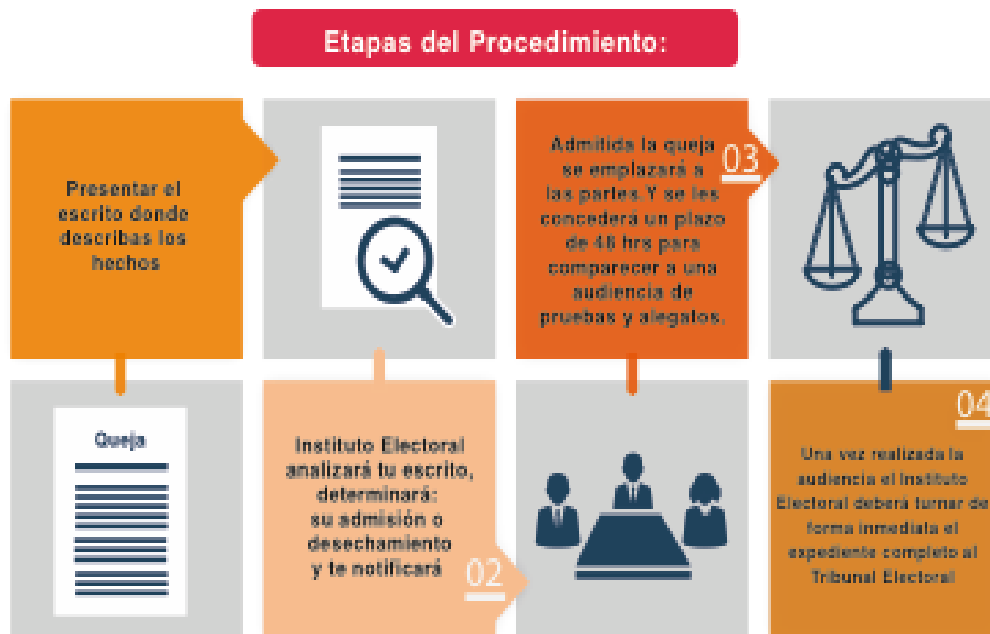 Etapas del Procedimiento:
Presentar el
escrito donde
describas los
hechos
Queja
Instituto Electoral
analizará tu escrito,
determinará:
su admisión o
desechamiento
y te notificará
02
Admitida la queja
se emplazará a
las partes.Y se les
concederá un plazo
de 48 hrs para
comparecer a una
audiencia de
pruebas y alegatos.
03
04
Una vez realizada la
audiencia el Instituto
Electoral deberá turnar de
forma inmediata el
expediente completo al
Tribunal Electoral